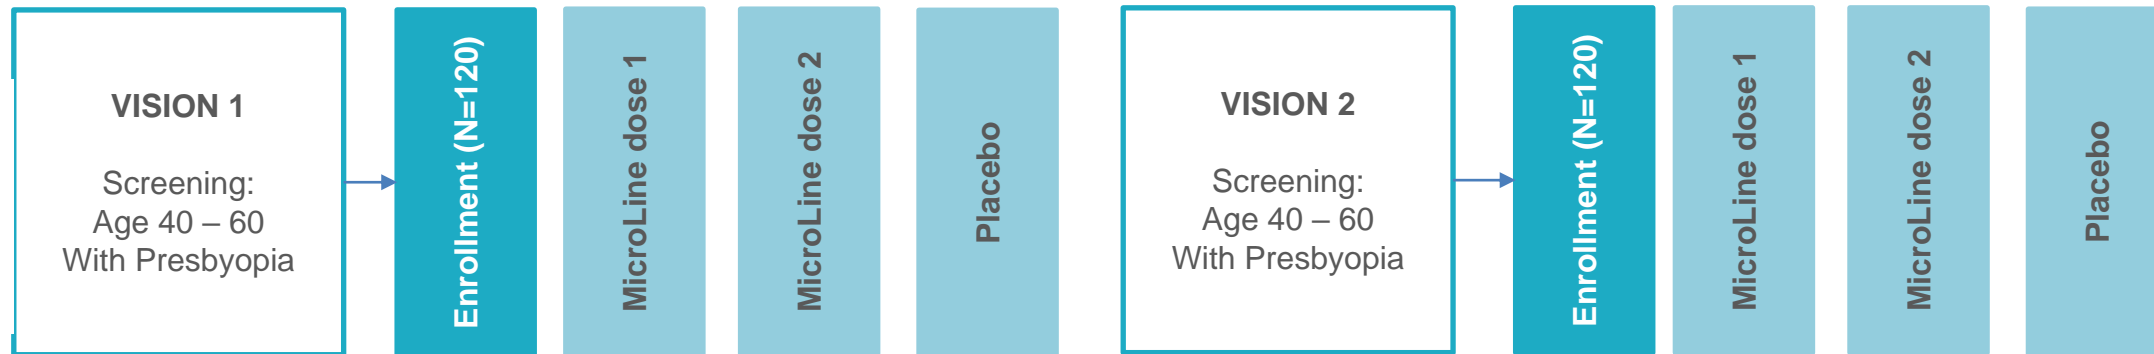 VISION 1
Screening:
Age 40 – 60
With Presbyopia
Enrollment (N=120)
MicroLine dose 1
MicroLine dose 2
Placebo
VISION 2
Screening:
Age 40 – 60
With Presbyopia
Enrollment (N=120)
MicroLine dose 1
MicroLine dose 2
Placebo